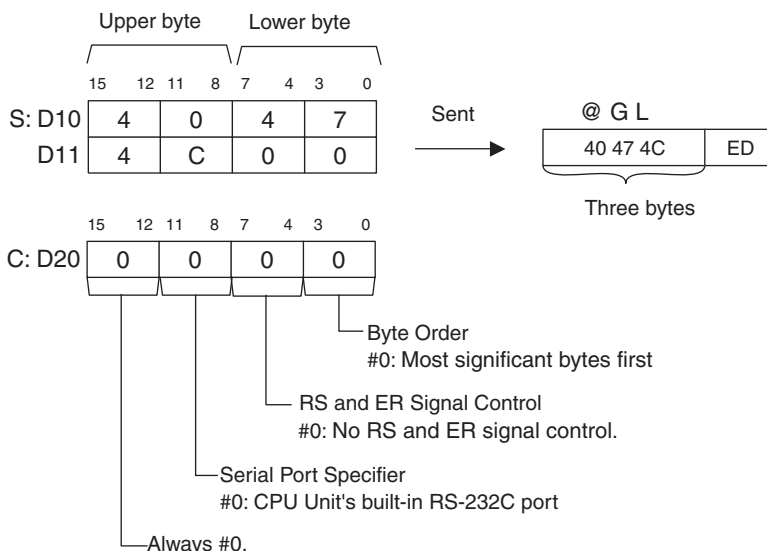 Upper byte Lower byte
15 12 11 8 7 4 3 0
S: D10 4 0 4 7
D11 4 C 0 0
Sent
@ G L
40 47 4C ED
Three bytes
15 12 11 8 7 4 3 0
C: D20 0 0 0 0
Byte Order
#0: Most significant bytes first
RS and ER Signal Control
#0: No RS and ER signal control.
Serial Port Specifier
#0: CPU Unit's built-in RS-232C port
Always #0.